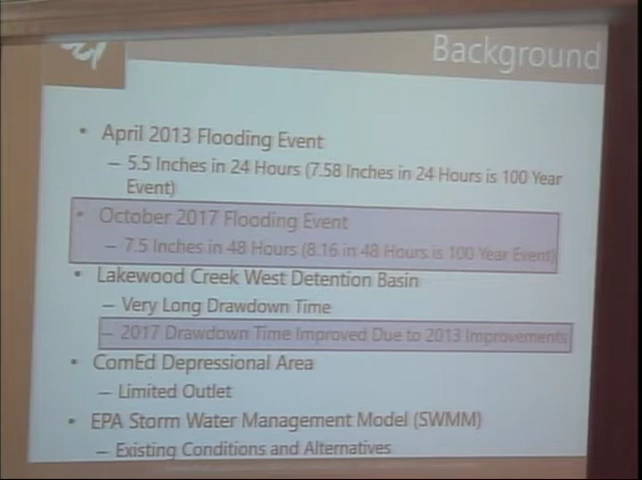 Background
• April 2013 Flooding Event
– 5.5 Inches in 24 Hours (7.58 Inches in 24 Hours is 100 Year
Event)
• October 2017 Flooding Event
– 7.5 Inches in 48 Hours (8.16 in 48 Hours is 100 Year Event)
• Lakewood Creek West Detention Basin
– Very Long Drawdown Time
– 2017 Drawdown Time Improved Due to 2013 Improvements
• ComEd Depressional Area
– Limited Outlet
• EPA Storm Water Management Model (SWMM)
– Existing Conditions and Alternatives